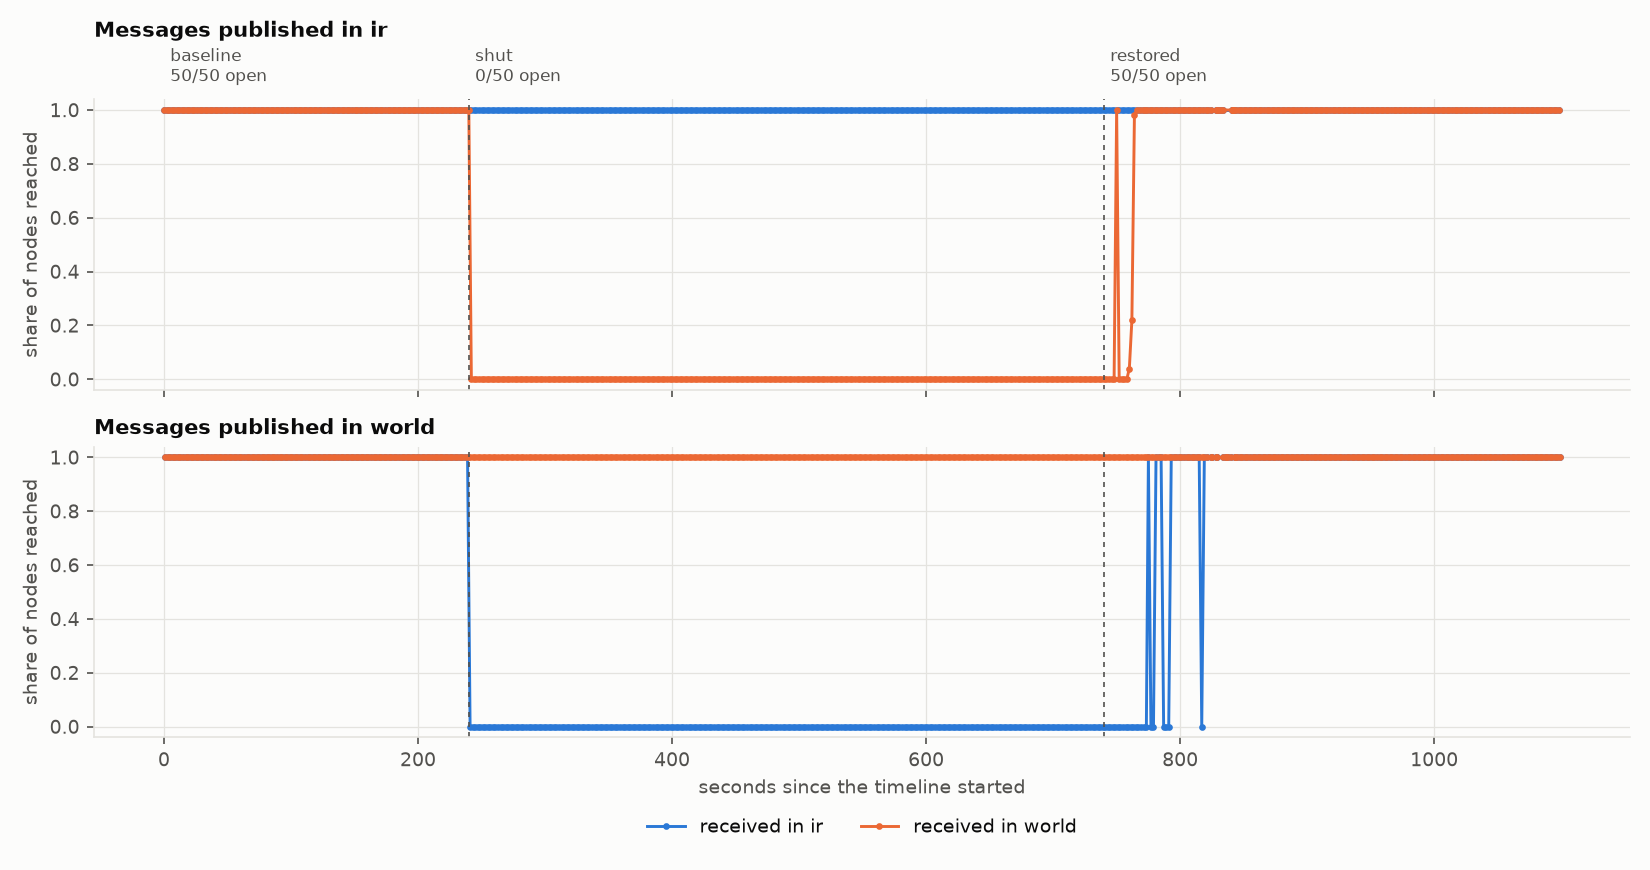 Messages published in ir
baseline
50/50 open
shut
0/50 open
restored
50/50 open
share of nodes reached
1.0
0.8
0.6
0.4
0.2
0.0
Messages published in world
share of nodes reached
1.0
0.8
0.6
0.4
0.2
0.0
0 200 400 600 800 1000
seconds since the timeline started
received in ir received in world